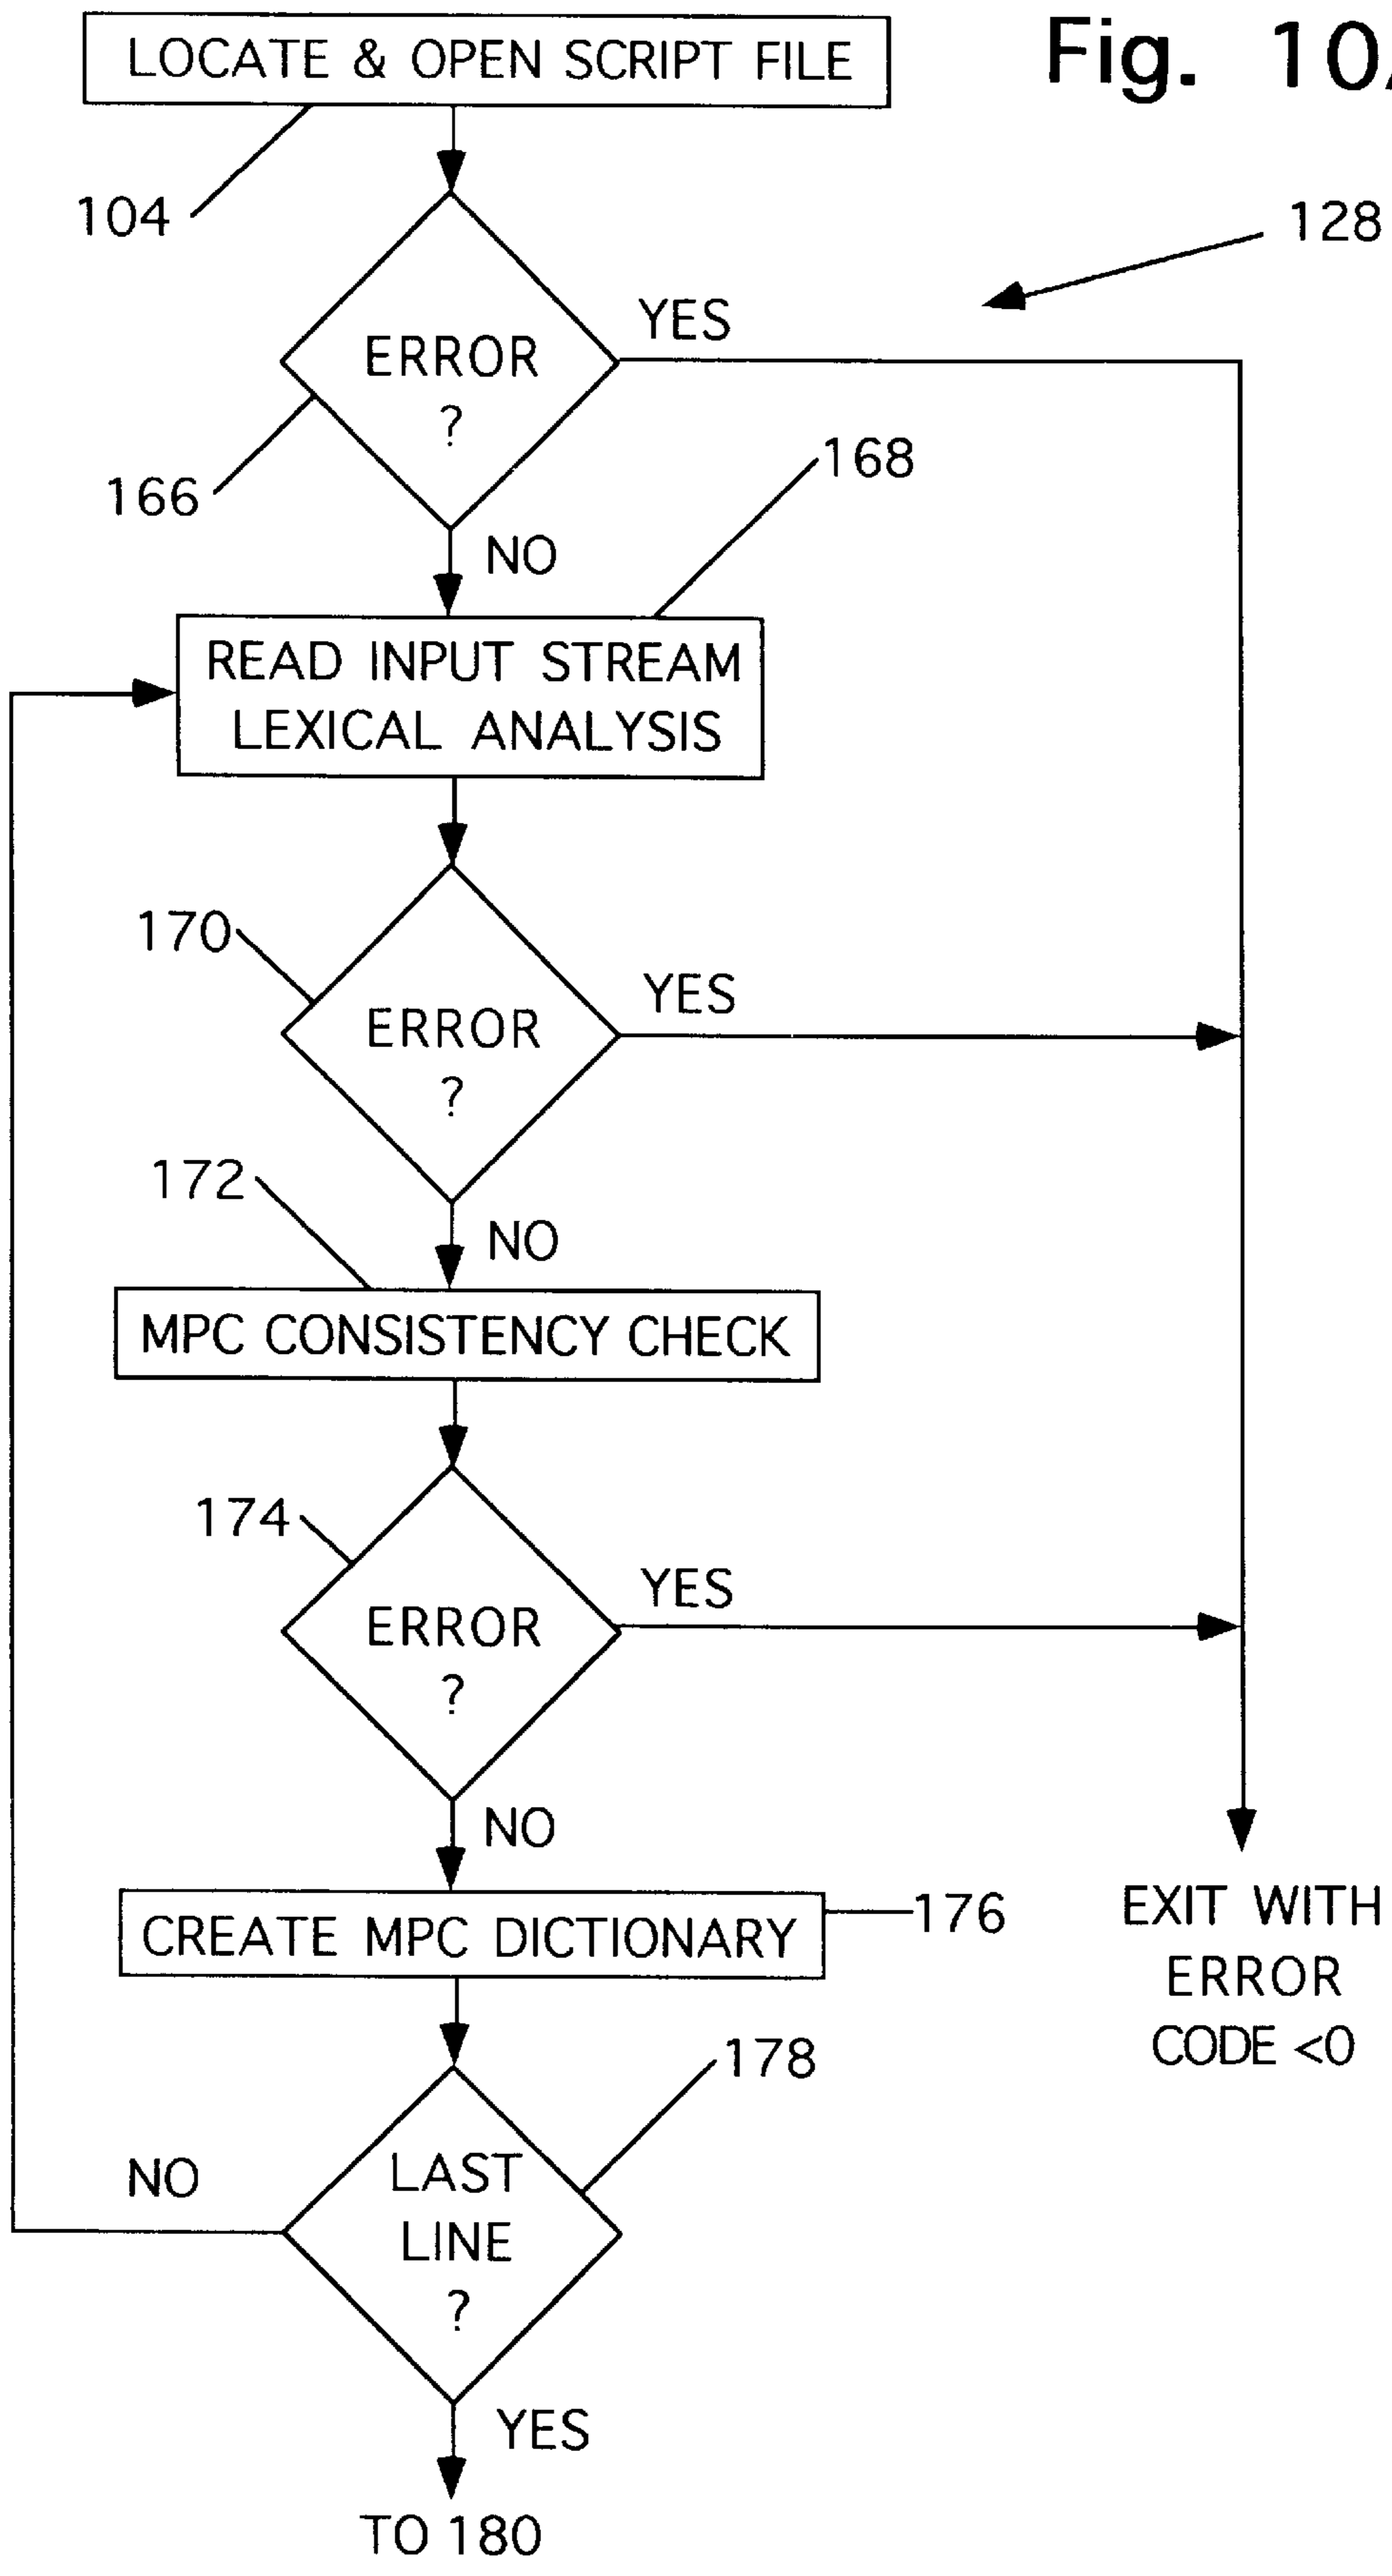 LOCATE & OPEN SCRIPT FILE
Fig. 10
104
128
YES
ERROR
?
166
168
NO
READ INPUT STREAM
LEXICAL ANALYSIS
170
YES
ERROR
?
172
NO
MPC CONSISTENCY CHECK
174
YES
ERROR
?
NO
CREATE MPC DICTIONARY
176
EXIT WITH
ERROR
CODE <0
178
NO
LAST
LINE
?
YES
TO 180